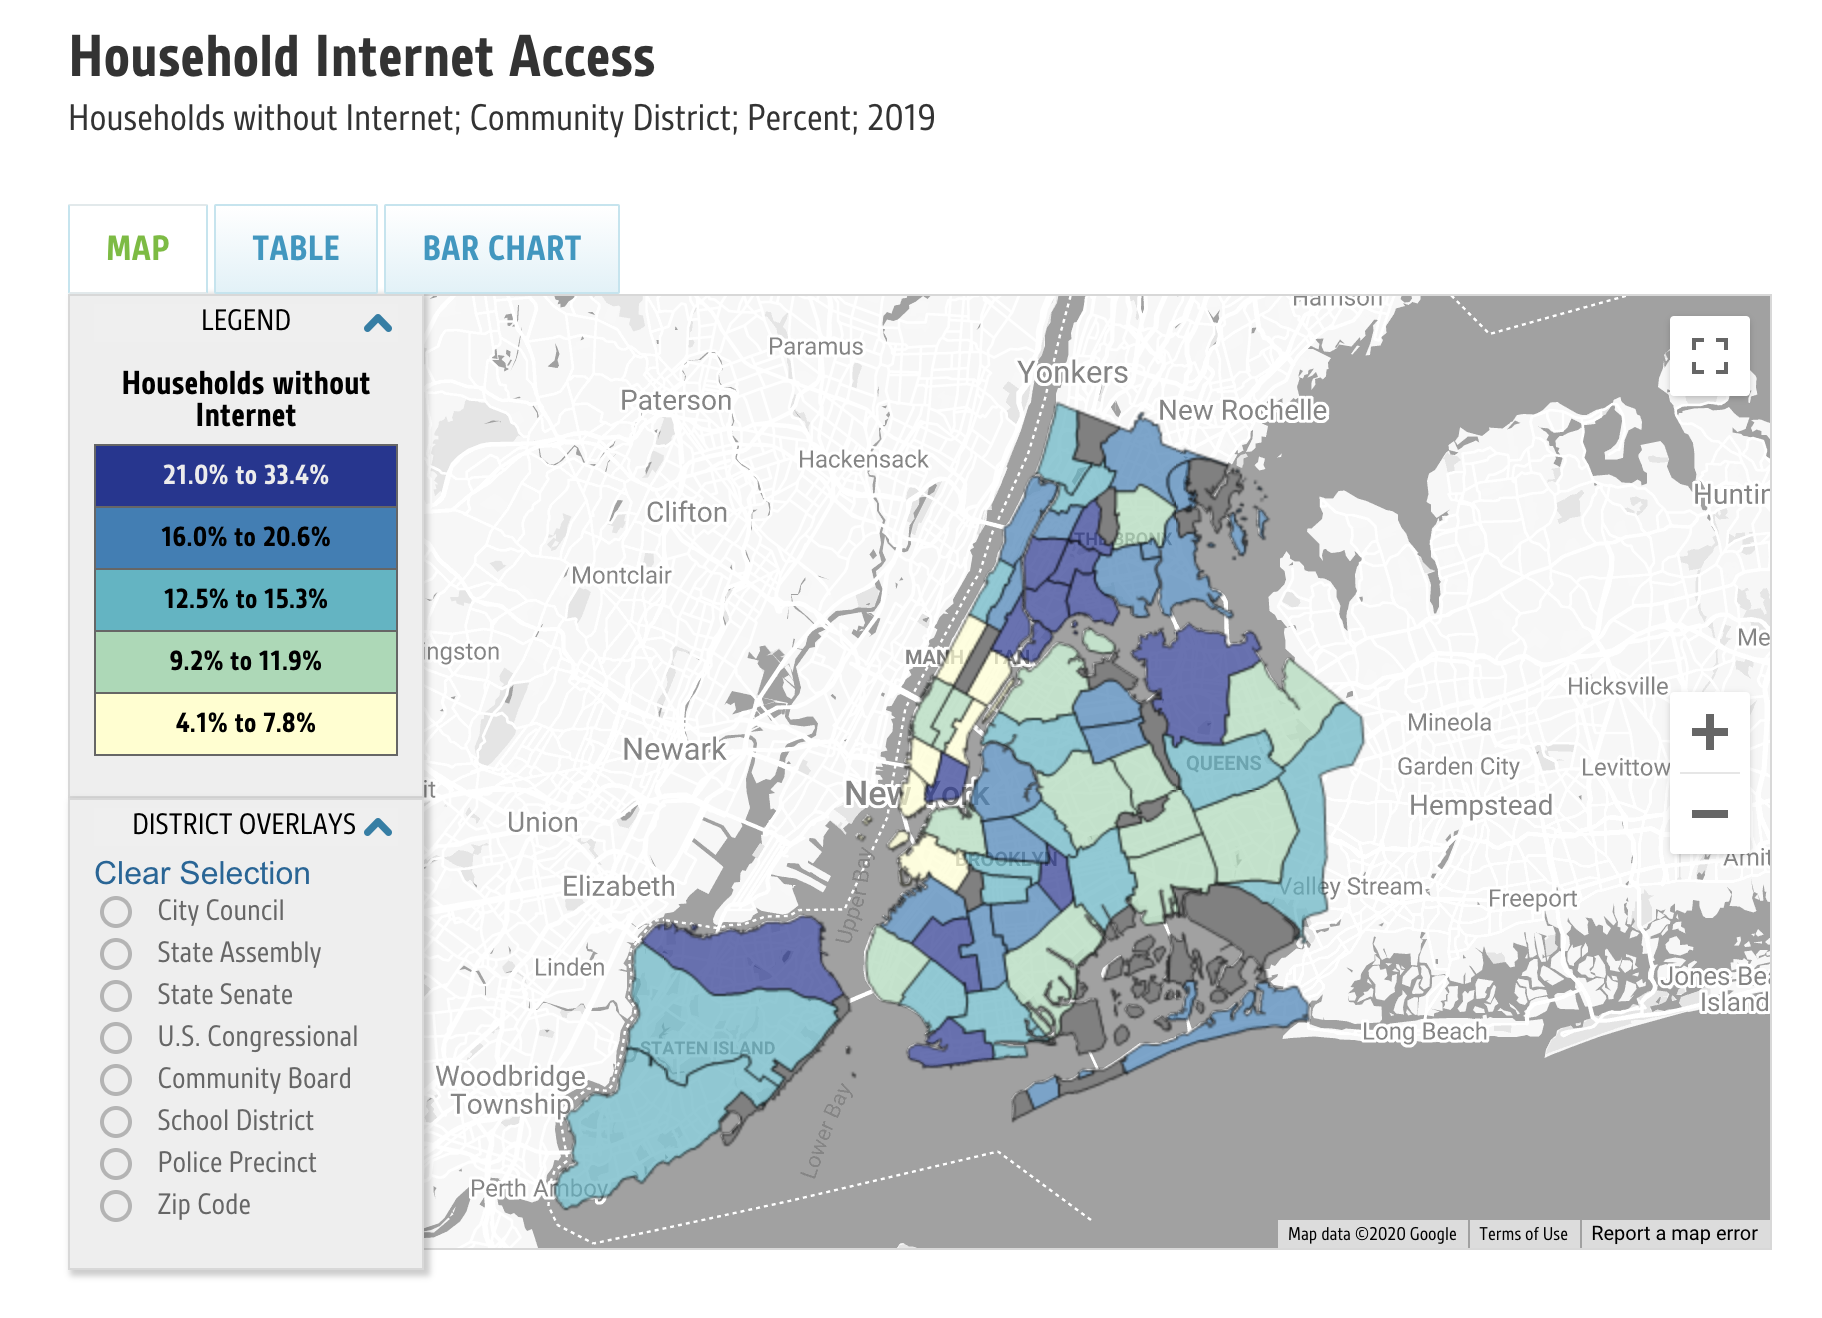 Household Internet Access
Households without Internet; Community District; Percent; 2019
MAP
TABLE
BAR CHART
LEGEND
Households without
Internet
21.0% to 33.4%
16.0% to 20.6%
12.5% to 15.3%
9.2% to 11.9%
4.1% to 7.8%
DISTRICT OVERLAYS
Clear Selection
City Council
State Assembly
State Senate
U.S. Congressional
Community Board
School District
Police Precinct
Zip Code
Harrison
Paramus
Yonkers
Paterson
New Rochelle
Hackensack
Huntin
Clifton
THE BRONX
Montclair
Me
ingston
MANHATTAN
Hicksville
Mineola
Newark
QUEENS
Garden City
Levittow
it
New York
Hempstead
Union
BROOKLYN
Amit
Elizabeth
Upper Bay
Valley Stream
Freeport
Linden
Jones Bea
Island
Long Beach
STATEN ISLAND
Woodbridge
Township
Lower Bay
Perth Amboy
Map data ©2020 Google
Terms of Use
Report a map error